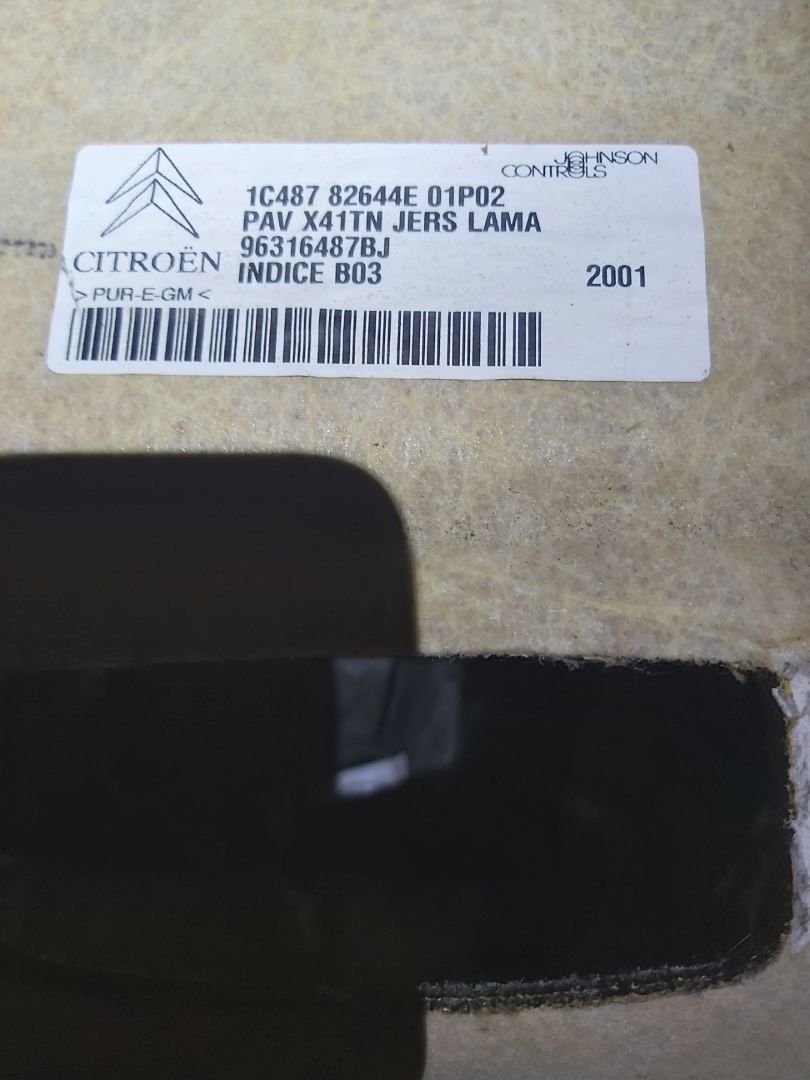 JOHNSON
CONTROLS
1C487 82644E 01P02
PAV X41TN JERS LAMA
96316487BJ
CITROËN
INDICE B03
2001
>PUR-E-GM<